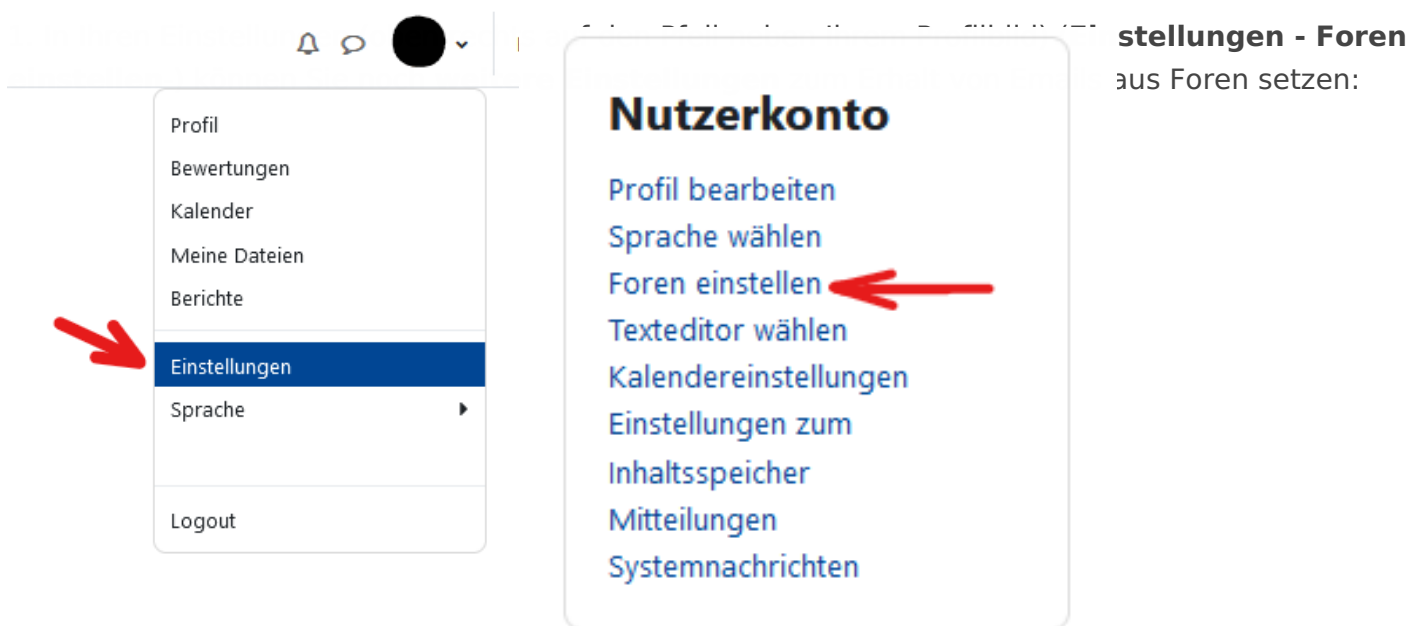 stellungen - Foren
aus Foren setzen:
Profil
Bewertungen
Kalender
Meine Dateien
Berichte
Einstellungen
Sprache
Logout
Nutzerkonto
Profil bearbeiten
Sprache wählen
Foren einstellen
Texteditor wählen
Kalendereinstellungen
Einstellungen zum
Inhaltsspeicher
Mitteilungen
Systemnachrichten